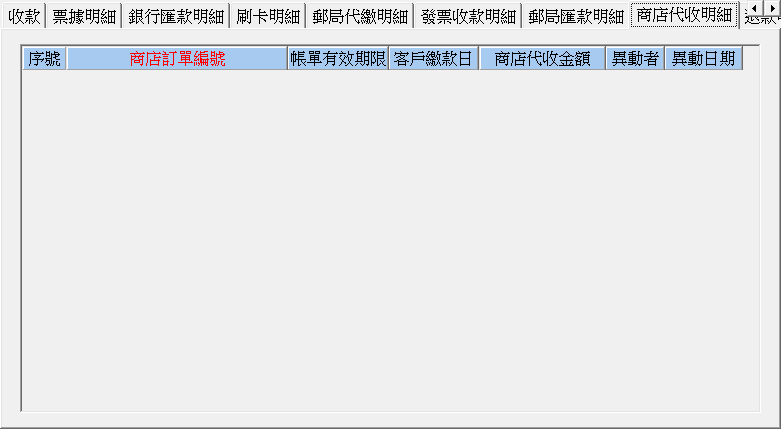 收款 票據明細 銀行匯款明細 刷卡明細 郵局代繳明細 發票收款明細 郵局匯款明細 商店代收明細 退款
序號 商店訂單編號 帳單有效期限 客戶繳款日 商店代收金額 異動者 異動日期